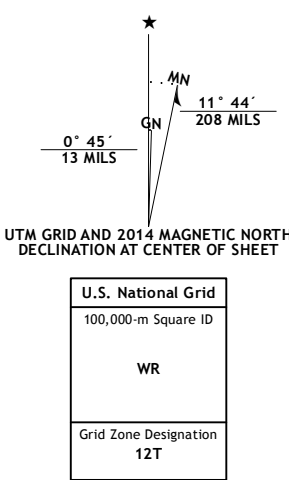 MN
GN
11° 44´
208 MILS
0° 45´
13 MILS
UTM GRID AND 2014 MAGNETIC NORTH
DECLINATION AT CENTER OF SHEET
U.S. National Grid
100,000-m Square ID
WR
Grid Zone Designation
12T